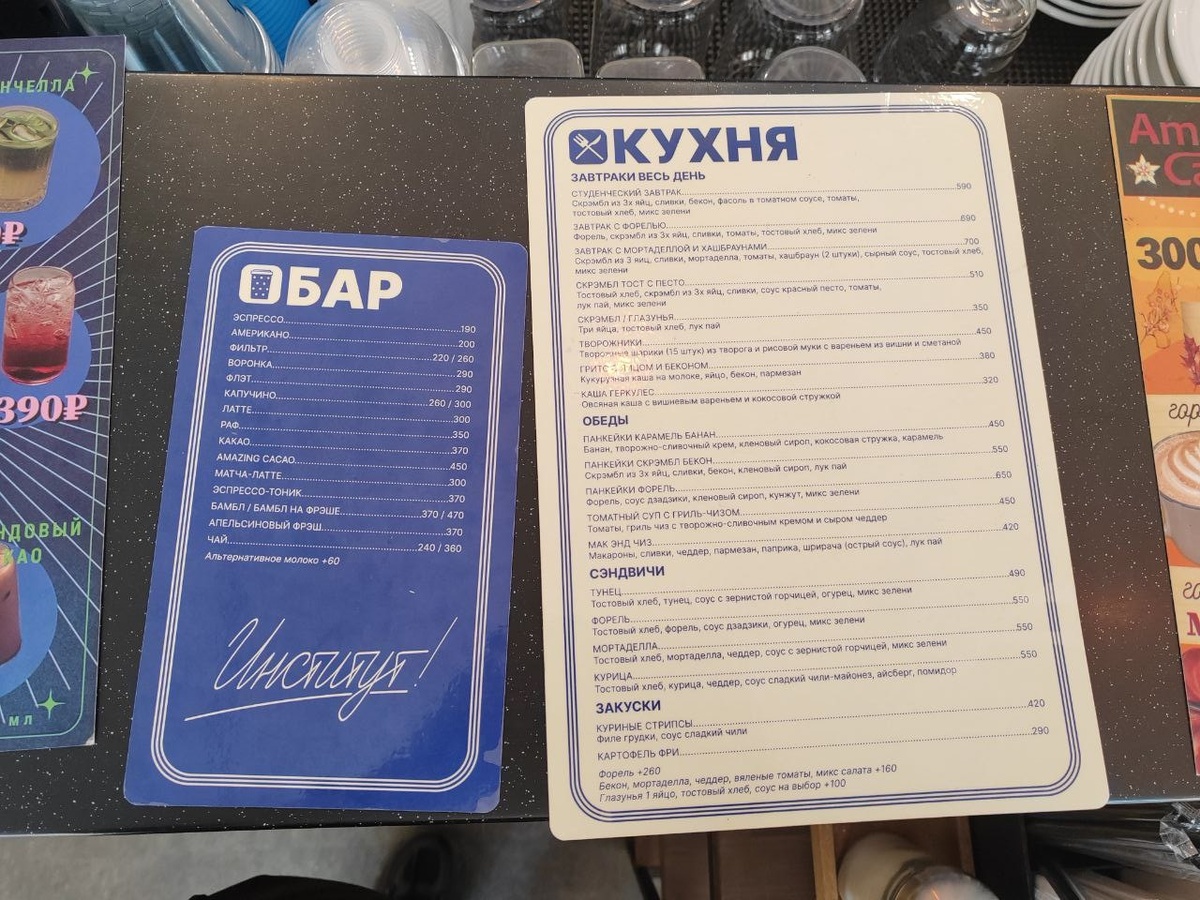 НЧЕЛЛА
₽
390₽
НДОВЫЙ
КАО
МЛ
БАР
ЭСПРЕССО 190
АМЕРИКАНО 200
ФИЛЬТР 220 / 260
ВОРОНКА 290
ФЛЭТ 290
КАПУЧИНО 260 / 300
ЛАТТЕ 300
РАФ 350
КАКАО 370
AMAZING CACAO 450
МАТЧА-ЛАТТЕ 300
ЭСПРЕССО-ТОНИК 370
БАМБЛ / БАМБЛ НА ФРЭШЕ 370 / 470
АПЕЛЬСИНОВЫЙ ФРЭШ 370
ЧАЙ 240 / 360
Альтернативное молоко +60
Институт!
КУХНЯ
ЗАВТРАКИ ВЕСЬ ДЕНЬ
СТУДЕНЧЕСКИЙ ЗАВТРАК 590
Скрэмбл из 3х яиц, сливки, бекон, фасоль в томатном соусе, томаты,
тостовый хлеб, микс зелени
ЗАВТРАК С ФОРЕЛЬЮ 690
Форель, скрэмбл из 3х яйц, сливки, томаты, тостовый хлеб, микс зелени
ЗАВТРАК С МОРТАДЕЛЛОЙ И ХАШБРАУНАМИ 700
Скрэмбл из 3 яиц, сливки, мортаделла, томаты, хашбраун (2 штуки), сырный соус, тостовый хлеб,
микс зелени
СКРЭМБЛ ТОСТ С ПЕСТО 510
Тостовый хлеб, скрэмбл из 3х яйц, сливки, соус красный песто, томаты,
лук пай, микс зелени
СКРЭМБЛ / ГЛАЗУНЬЯ 350
Три яйца, тостовый хлеб, лук пай
ТВОРОЖНИКИ 450
Творожные шарики (15 штук) из творога и рисовой муки с вареньем из вишни и сметаной
ГРИТС С ЯЙЦОМ И БЕКОНОМ 380
Кукурузная каша на молоке, яйцо, бекон, пармезан
КАША ГЕРКУЛЕС 320
Овсяная каша с вишневым вареньем и кокосовой стружкой
ОБЕДЫ
ПАНКЕЙКИ КАРАМЕЛЬ БАНАН 450
Банан, творожно-сливочный крем, кленовый сироп, кокосовая стружка, карамель
ПАНКЕЙКИ СКРЭМБЛ БЕКОН 550
Скрэмбл из 3х яйц, бекон, кленовый сироп, лук пай
ПАНКЕЙКИ ФОРЕЛЬ 650
Форель, соус дзадзики, кленовый сироп, кунжут, микс зелени
ТОМАТНЫЙ СУП С ГРИЛЬ-ЧИЗОМ 450
Томаты, гриль чиз с творожно-сливочным кремом и сыром чеддер
МАК ЭНД ЧИЗ 420
Макароны, сливки, чеддер, пармезан, паприка, шрирача (острый соус), лук пай
СЭНДВИЧИ
ТУНЕЦ 490
Тостовый хлеб, тунец, соус с зернистой горчицей, огурец, микс зелени
ФОРЕЛЬ 550
Тостовый хлеб, форель, соус дзадзики, огурец, микс зелени
МОРТАДЕЛЛА 550
Тостовый хлеб, мортаделла, чеддер, соус с зернистой горчицей, микс зелени
КУРИЦА 550
Тостовый хлеб, курица, чеддер, соус сладкий чили-майонез, айсберг, помидор
ЗАКУСКИ
КУРИНЫЕ СТРИПСЫ 420
Филе грудки, соус сладкий чили
КАРТОФЕЛЬ ФРИ 290
Форель +260
Бекон, мортаделла, чеддер, вяленые томаты, микс салата +160
Глазунья 1 яйцо, тостовый хлеб, соус на выбор +100
Am
Ca
300
гор